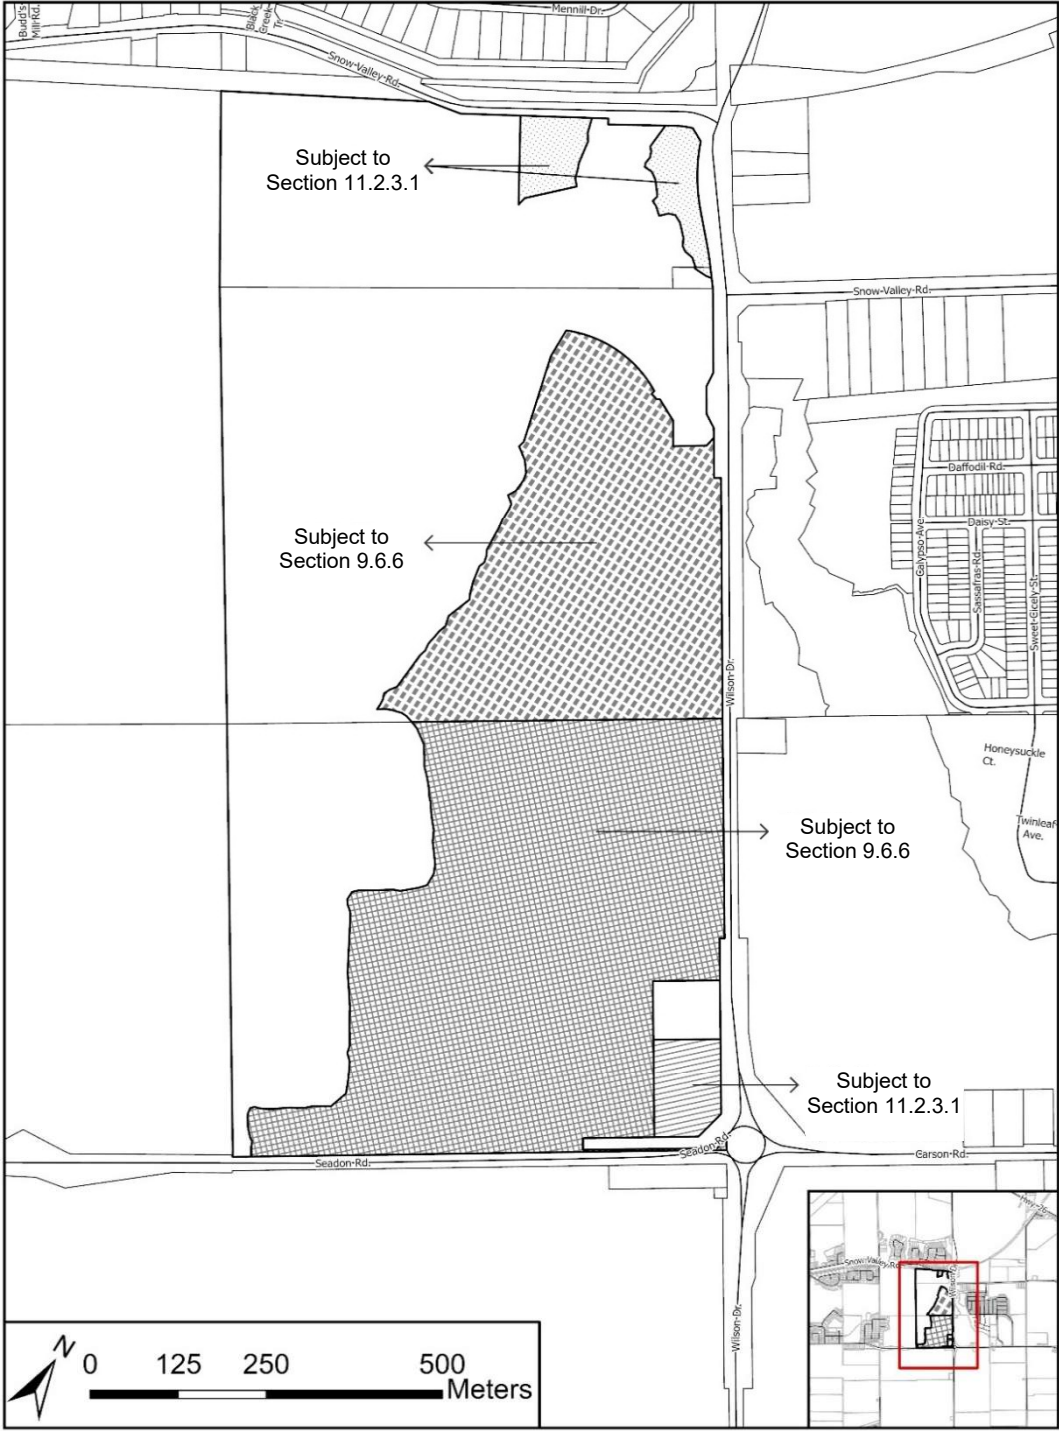 Budd's
Mill Rd.
Black
Creek
Tr.
Mennill Dr.
Snow Valley Rd.
Subject to
Section 11.2.3.1
Snow Valley Rd.
Daffodil Rd.
Daisy St.
Calypso Ave.
Sassafras Rd.
Sweet Cicely St.
Subject to
Section 9.6.6
Wilson Dr.
Honeysuckle
Ct.
Twinleaf
Ave.
Subject to
Section 9.6.6
Subject to
Section 11.2.3.1
Seadon Rd.
Seadon Rd.
Carson Rd.
Wilson Dr.
Hwy. 26
Snow Valley Rd.
Wilson Dr.
N
0 125 250 500
Meters